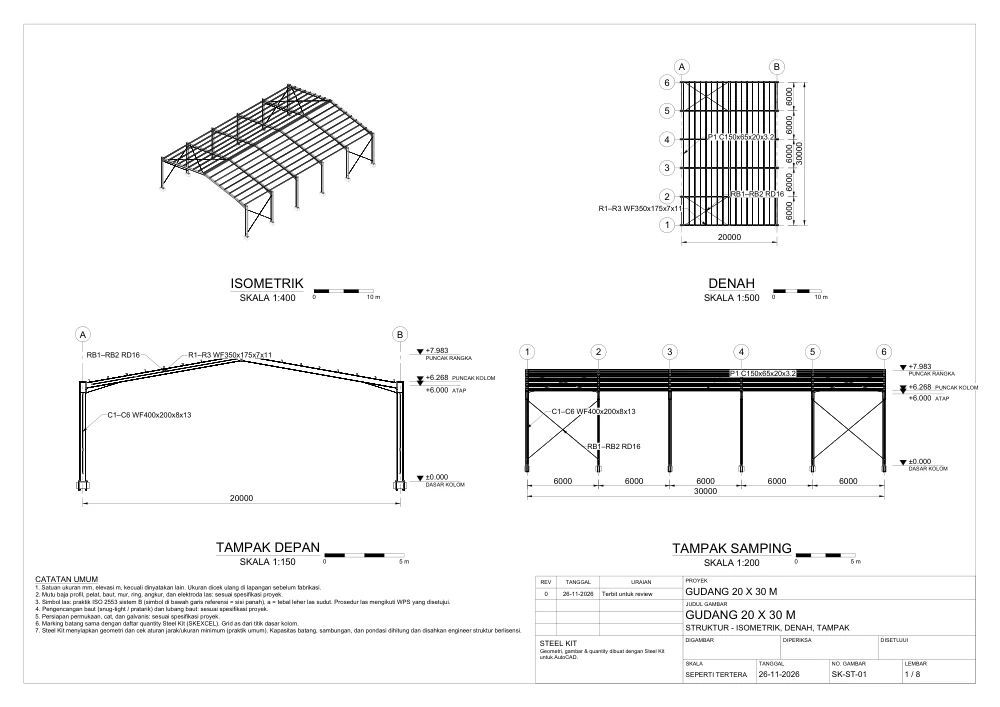 ISOMETRIK
SKALA 1:400
0 10 m
A B
6
5
4
3
2
1
P1 C150x65x20x3.2
RB1–RB2 RD16
R1–R3 WF350x175x7x11
6000
6000
6000
6000
6000
30000
20000
DENAH
SKALA 1:500
0 10 m
A B
RB1–RB2 RD16
R1–R3 WF350x175x7x11
C1–C6 WF400x200x8x13
+7.983
PUNCAK RANGKA
+6.268 PUNCAK KOLOM
+6.000 ATAP
±0.000
DASAR KOLOM
20000
TAMPAK DEPAN
SKALA 1:150
0 5 m
1 2 3 4 5 6
P1 C150x65x20x3.2
C1–C6 WF400x200x8x13
RB1–RB2 RD16
+7.983
PUNCAK RANGKA
+6.268 PUNCAK KOLOM
+6.000 ATAP
±0.000
DASAR KOLOM
6000 6000 6000 6000 6000
30000
TAMPAK SAMPING
SKALA 1:200
0 5 m
CATATAN UMUM
1. Satuan ukuran mm, elevasi m, kecuali dinyatakan lain. Ukuran dicek ulang di lapangan sebelum fabrikasi.
2. Mutu baja profil, pelat, baut, mur, ring, angkur, dan elektroda las: sesuai spesifikasi proyek.
3. Simbol las: praktik ISO 2553 sistem B (simbol di bawah garis referensi = sisi panah), a = tebal leher las sudut. Prosedur las mengikuti WPS yang disetujui.
4. Pengencangan baut (snug-tight / pratarik) dan lubang baut: sesuai spesifikasi proyek.
5. Persiapan permukaan, cat, dan galvanis: sesuai spesifikasi proyek.
6. Marking batang sama dengan daftar quantity Steel Kit (SKEXCEL). Grid as dari titik dasar kolom.
7. Steel Kit menyiapkan geometri dan cek aturan jarak/ukuran minimum (praktik umum). Kapasitas batang, sambungan, dan pondasi dihitung dan disahkan engineer struktur berlisensi.
REV TANGGAL URAIAN
0 26-11-2026 Terbit untuk review
STEEL KIT
Geometri, gambar & quantity dibuat dengan Steel Kit
untuk AutoCAD.
PROYEK
GUDANG 20 X 30 M
JUDUL GAMBAR
GUDANG 20 X 30 M
STRUKTUR - ISOMETRIK, DENAH, TAMPAK
DIGAMBAR DIPERIKSA DISETUJUI
SKALA TANGGAL NO. GAMBAR LEMBAR
SEPERTI TERTERA 26-11-2026 SK-ST-01 1 / 8